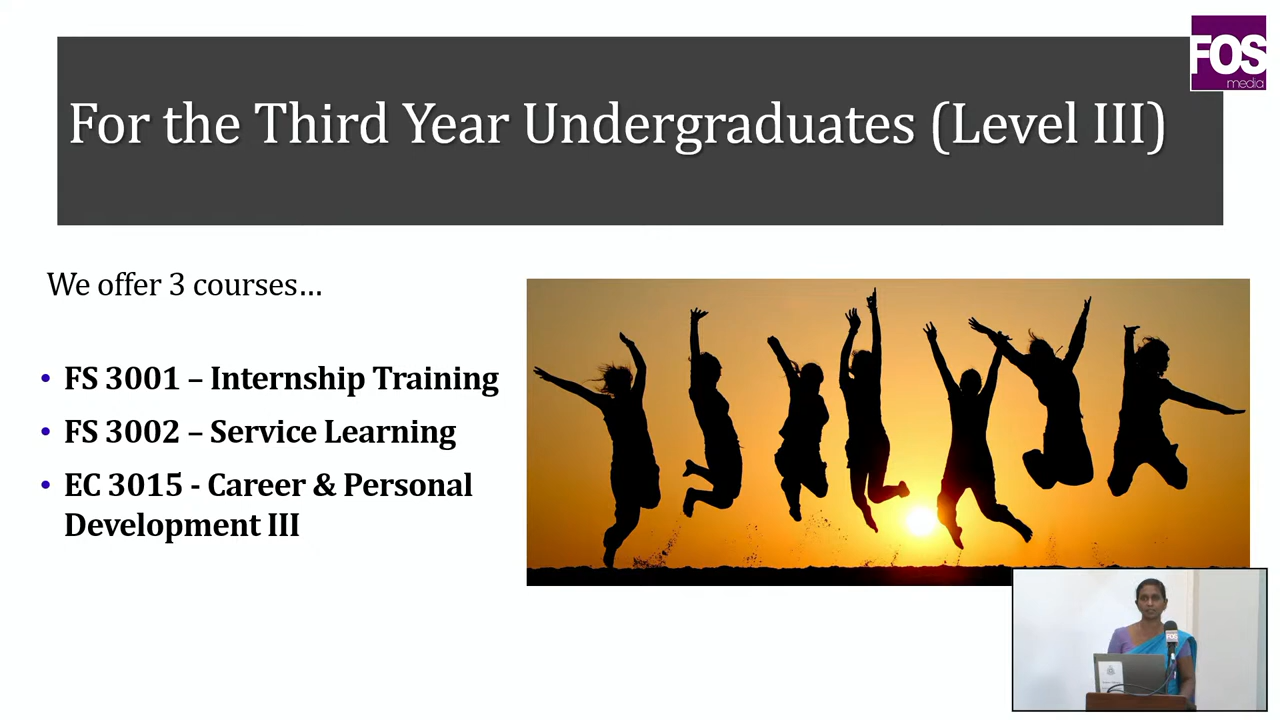 FOS
media
For the Third Year Undergraduates (Level III)
We offer 3 courses...
• FS 3001 – Internship Training
• FS 3002 – Service Learning
• EC 3015 - Career & Personal
Development III
FOS